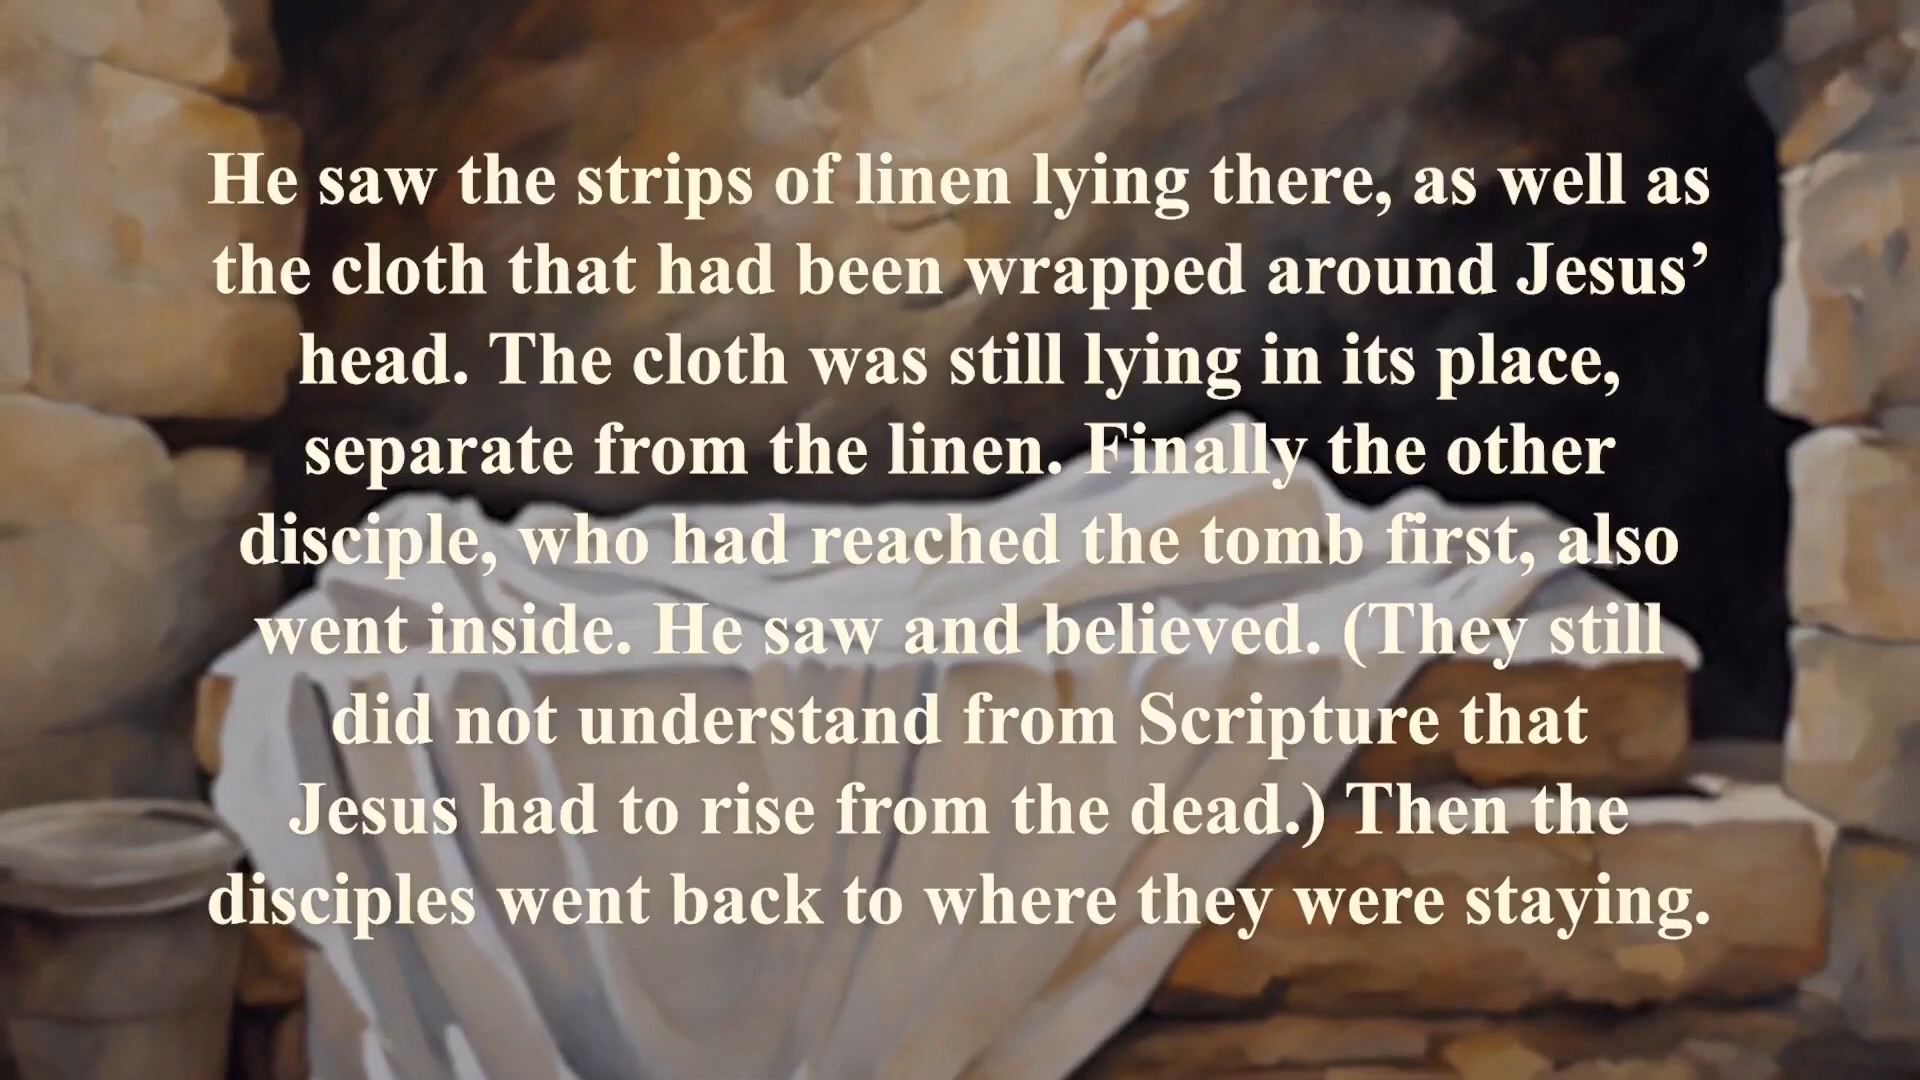 He saw the strips of linen lying there, as well as
the cloth that had been wrapped around Jesus’
head. The cloth was still lying in its place,
separate from the linen. Finally the other
disciple, who had reached the tomb first, also
went inside. He saw and believed. (They still
did not understand from Scripture that
Jesus had to rise from the dead.) Then the
disciples went back to where they were staying.